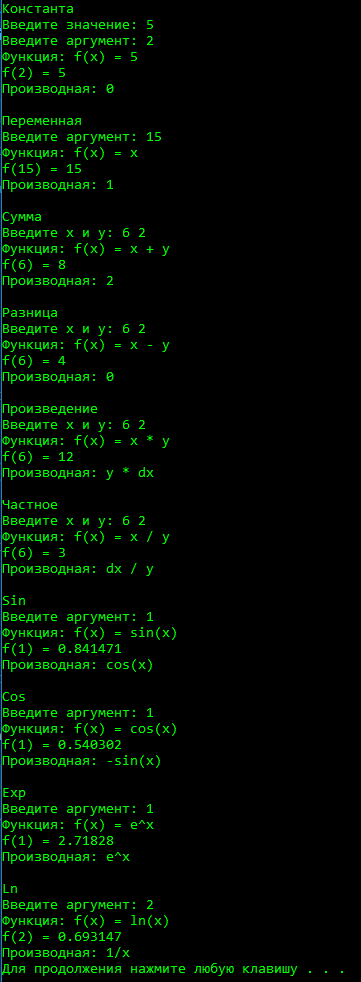 Константа
Введите значение: 5
Введите аргумент: 2
Функция: f(x) = 5
f(2) = 5
Производная: 0
Переменная
Введите аргумент: 15
Функция: f(x) = x
f(15) = 15
Производная: 1
Сумма
Введите x и y: 6 2
Функция: f(x) = x + y
f(6) = 8
Производная: 2
Разница
Введите x и y: 6 2
Функция: f(x) = x - y
f(6) = 4
Производная: 0
Произведение
Введите x и y: 6 2
Функция: f(x) = x * y
f(6) = 12
Производная: y * dx
Частное
Введите x и y: 6 2
Функция: f(x) = x / y
f(6) = 3
Производная: dx / y
Sin
Введите аргумент: 1
Функция: f(x) = sin(x)
f(1) = 0.841471
Производная: cos(x)
Cos
Введите аргумент: 1
Функция: f(x) = cos(x)
f(1) = 0.540302
Производная: -sin(x)
Exp
Введите аргумент: 1
Функция: f(x) = e^x
f(1) = 2.71828
Производная: e^x
Ln
Введите аргумент: 2
Функция: f(x) = ln(x)
f(2) = 0.693147
Производная: 1/x
Для продолжения нажмите любую клавишу . . .